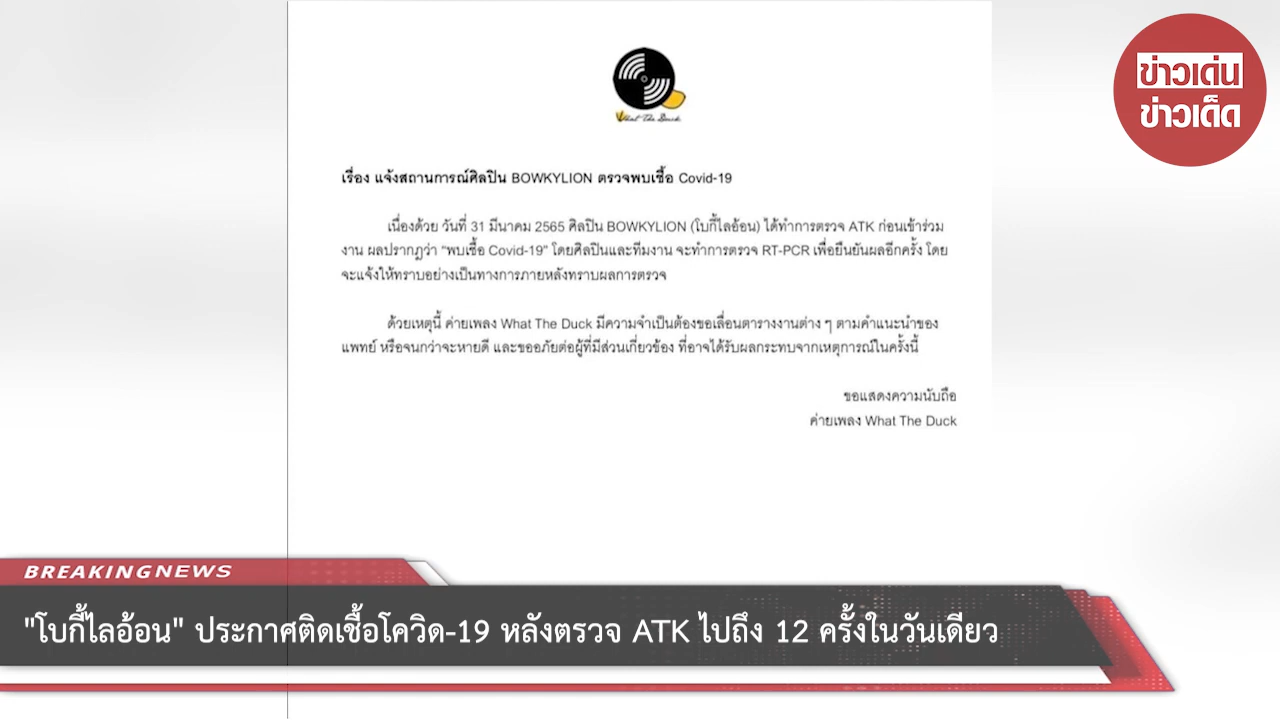 ข่าวเด่น
ข่าวเด็ด
What The Duck
เรื่อง แจ้งสถานการณ์ศิลปิน BOWKYLION ตรวจพบเชื้อ Covid-19
เนื่องด้วย วันที่ 31 มีนาคม 2565 ศิลปิน BOWKYLION (โบกี้ไลอ้อน) ได้ทำการตรวจ ATK ก่อนเข้าร่วม
งาน ผลปรากฏว่า "พบเชื้อ Covid-19" โดยศิลปินและทีมงาน จะทำการตรวจ RT-PCR เพื่อยืนยันผลอีกครั้ง โดย
จะแจ้งให้ทราบอย่างเป็นทางการภายหลังทราบผลการตรวจ
ด้วยเหตุนี้ ค่ายเพลง What The Duck มีความจำเป็นต้องขอเลื่อนตารางงานต่าง ๆ ตามคำแนะนำของ
แพทย์ หรือจนกว่าจะหายดี และขออภัยต่อผู้ที่มีส่วนเกี่ยวข้อง ที่อาจได้รับผลกระทบจากเหตุการณ์ในครั้งนี้
ขอแสดงความนับถือ
ค่ายเพลง What The Duck
BREAKINGNEWS
"โบกี้ไลอ้อน" ประกาศติดเชื้อโควิด-19 หลังตรวจ ATK ไปถึง 12 ครั้งในวันเดียว